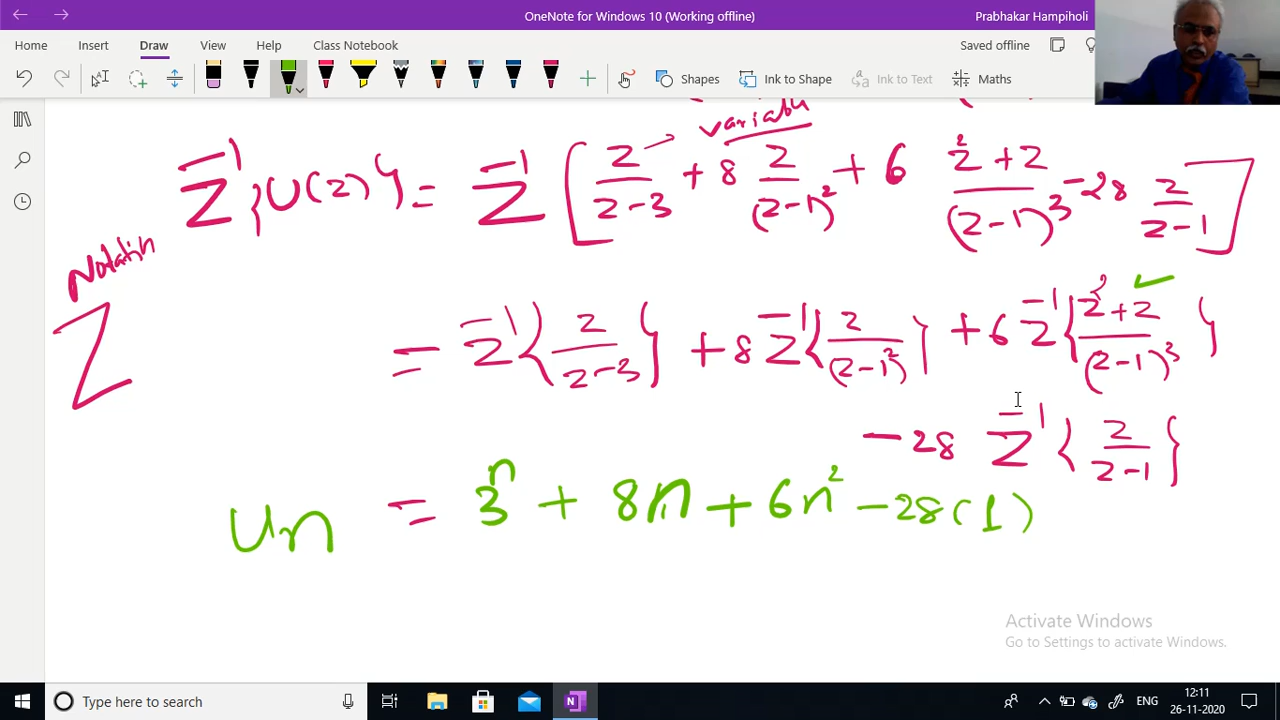 OneNote for Windows 10 (Working offline)
Prabhakar Hampiholi
Home Insert Draw View Help Class Notebook
Saved offline
Shapes Ink to Shape Ink to Text Maths
variable
Z⁻¹{U(z)} = Z⁻¹[z/(z-3) + 8 z/(z-1)² + 6 (z²+z)/(z-1)³ - 28 z/(z-1)]
Notation
Z
= Z⁻¹{z/(z-3)} + 8 Z⁻¹{z/(z-1)²} + 6 Z⁻¹{(z²+z)/(z-1)³} ✓
- 28 Z⁻¹{z/(z-1)}
Un = 3ⁿ + 8n + 6n² - 28(1)
Activate Windows
Go to Settings to activate Windows.
Type here to search
ENG
12:11
26-11-2020